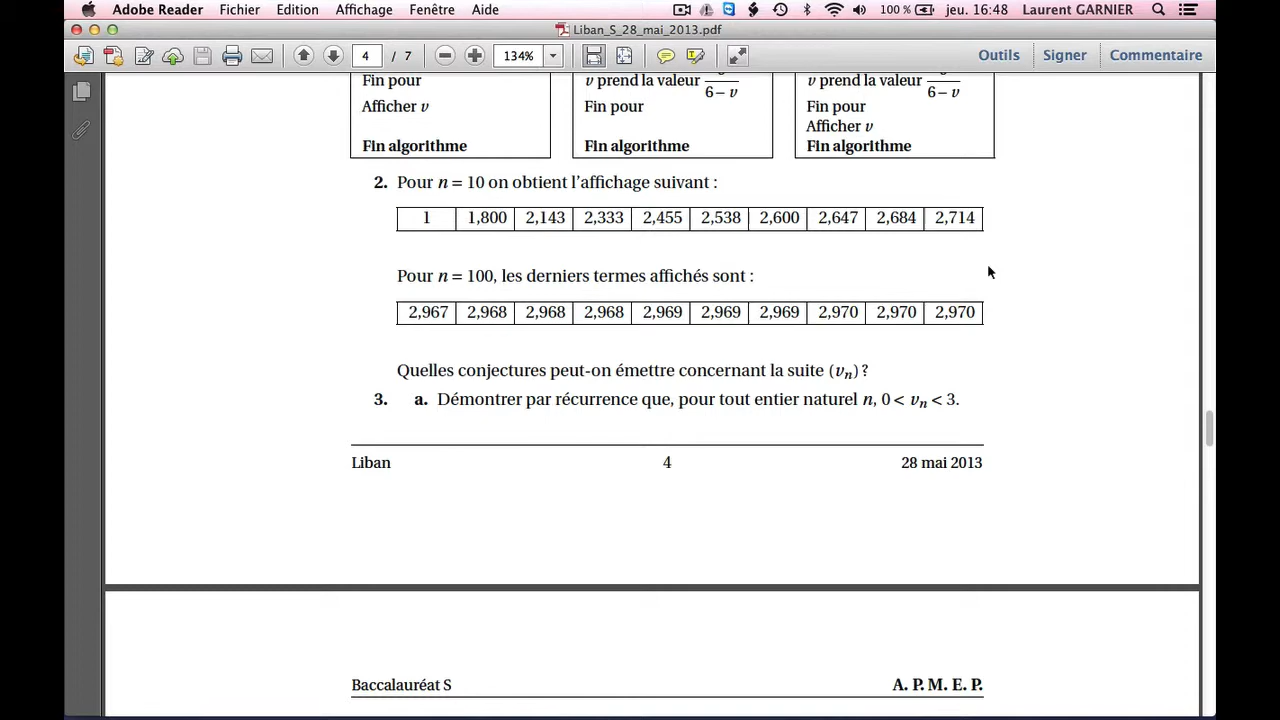 Adobe Reader Fichier Edition Affichage Fenêtre Aide 100 % jeu. 16:48 Laurent GARNIER
Liban_S_28_mai_2013.pdf
4 / 7 134% Outils Signer Commentaire
Fin pour
Afficher v
Fin algorithme
v prend la valeur
6 − v
Fin pour
Fin algorithme
v prend la valeur
6 − v
Fin pour
Afficher v
Fin algorithme
2. Pour n = 10 on obtient l'affichage suivant :
1 1,800 2,143 2,333 2,455 2,538 2,600 2,647 2,684 2,714
Pour n = 100, les derniers termes affichés sont :
2,967 2,968 2,968 2,968 2,969 2,969 2,969 2,970 2,970 2,970
Quelles conjectures peut-on émettre concernant la suite (vn) ?
3. a. Démontrer par récurrence que, pour tout entier naturel n, 0 < vn < 3.
Liban 4 28 mai 2013
Baccalauréat S A. P. M. E. P.